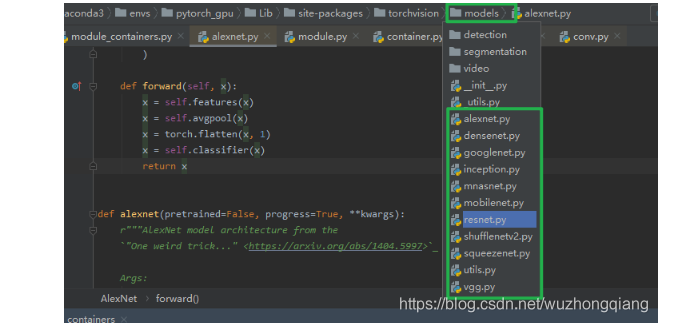 aconda3 > envs > pytorch_gpu > Lib > site-packages > torchvision > models > alexnet.py
module_containers.py × alexnet.py × module.py × container.py × conv.py ×
detection
segmentation
video
__init__.py
_utils.py
alexnet.py
densenet.py
googlenet.py
inception.py
mnasnet.py
mobilenet.py
resnet.py
shufflenetv2.py
squeezenet.py
utils.py
vgg.py
)
def forward(self, x):
x = self.features(x)
x = self.avgpool(x)
x = torch.flatten(x, 1)
x = self.classifier(x)
return x
def alexnet(pretrained=False, progress=True, **kwargs):
r"""AlexNet model architecture from the
`"One weird trick..." <https://arxiv.org/abs/1404.5997>`_
Args:
AlexNet > forward()
containers ×
https://blog.csdn.net/wuzhongqiang